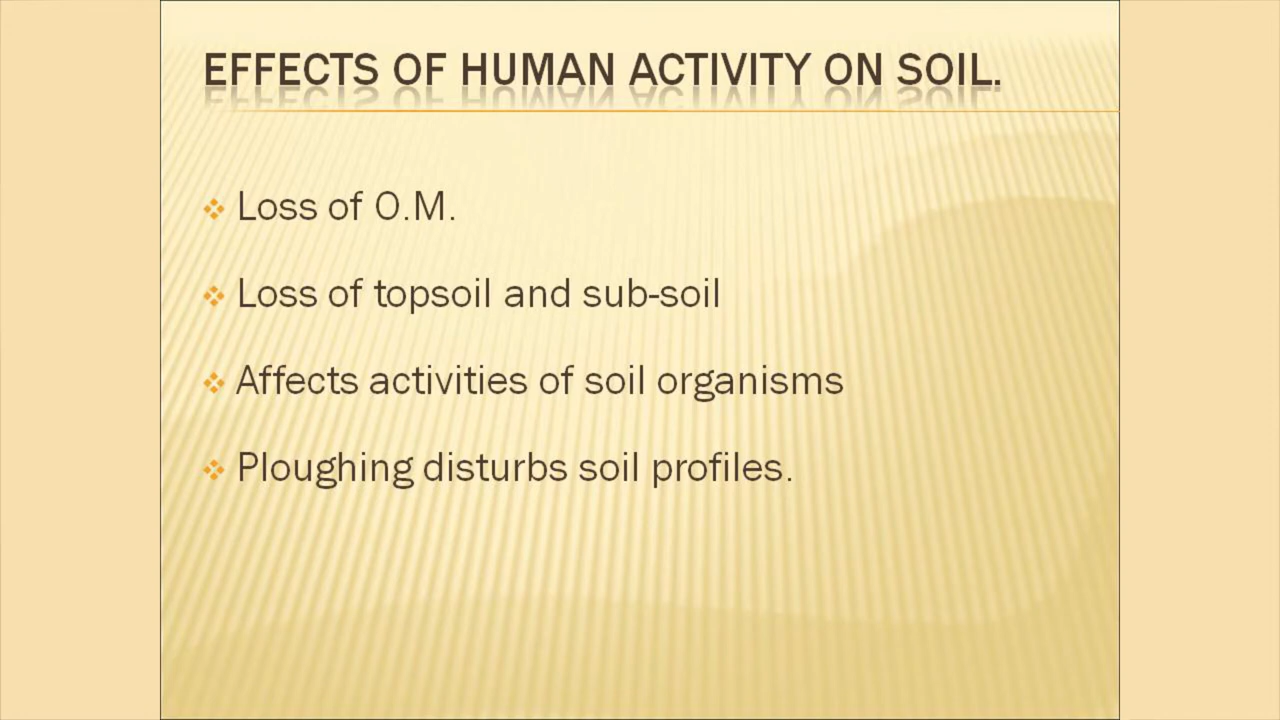 EFFECTS OF HUMAN ACTIVITY ON SOIL.
Loss of O.M.
Loss of topsoil and sub-soil
Affects activities of soil organisms
Ploughing disturbs soil profiles.